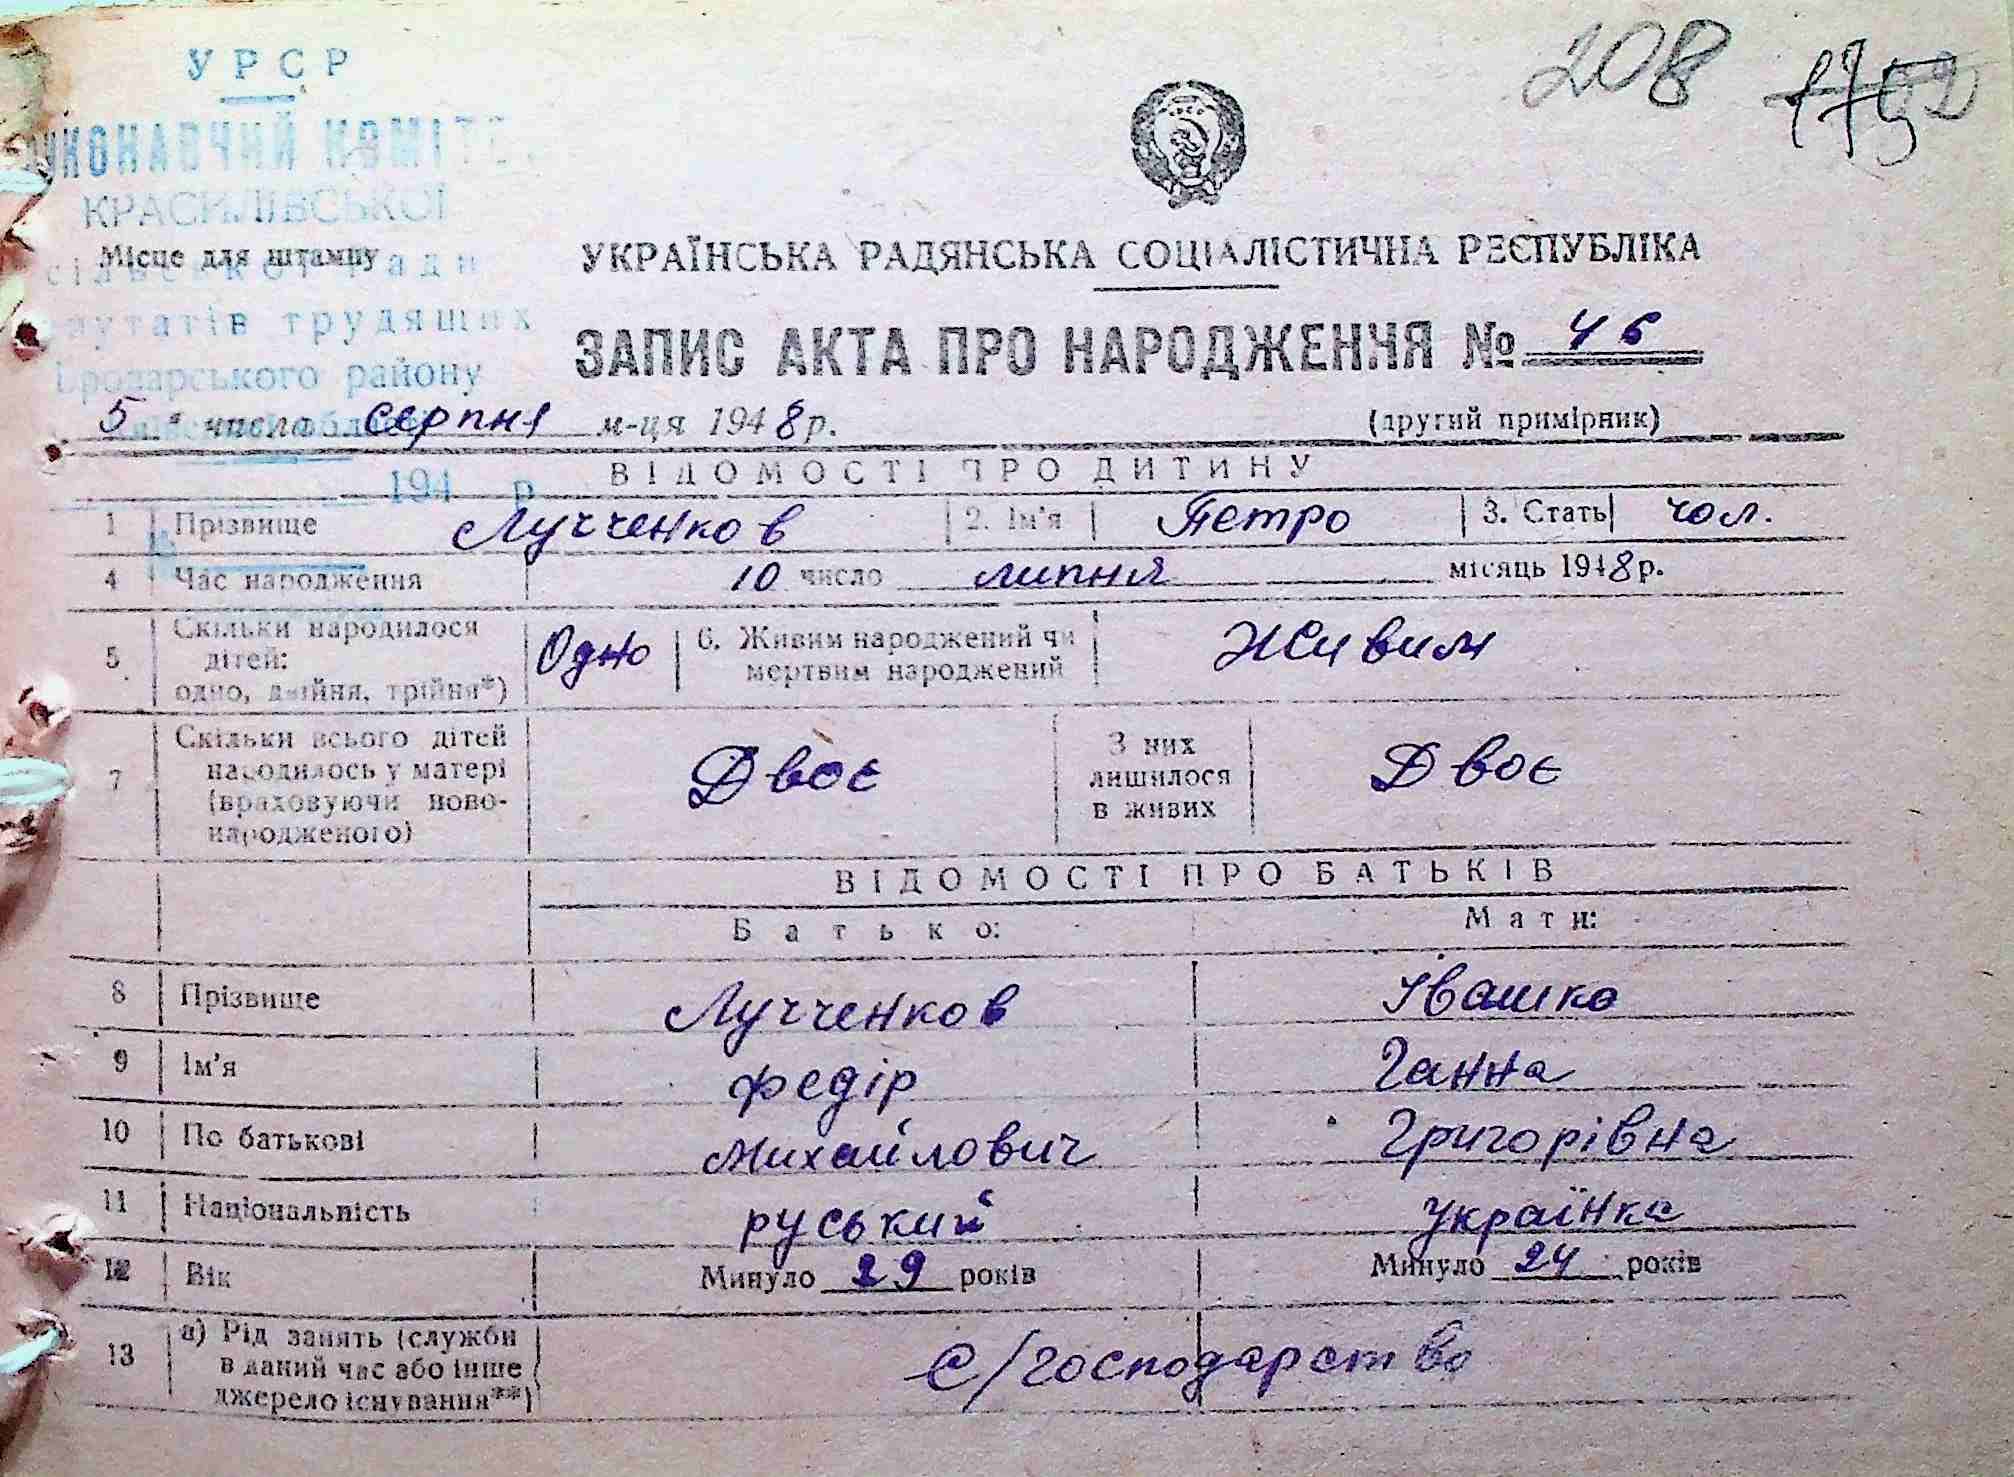 208 1752
УРСР
ВИКОНАВЧИЙ КОМІТЕ
КРАСИЛІВСЬКОЇ
Місце для штампу
сільської ради
путатів трудящих
Бродарського району
УКРАЇНСЬКА РАДЯНСЬКА СОЦІАЛІСТИЧНА РЕСПУБЛІКА
ЗАПИС АКТА ПРО НАРОДЖЕННЯ № 46
5 " числа серпня м-ця 1948 р.
(другий примірник)
194 р
ВІДОМОСТІ ПРО ДИТИНУ
1 Прізвище Лучченков 2. Ім'я Петро 3. Стать чол.
4 Час народження 10 число липня місяць 1948 р.
5 Скільки народилося дітей: одно, двійня, трійня*) Одно 6. Живим народжений чи мертвим народжений Живим
7 Скільки всього дітей народилось у матері (враховуючи ново-народженого) Двоє З них лишилося в живих Двоє
ВІДОМОСТІ ПРО БАТЬКІВ
Батько: Мати:
8 Прізвище Лучченков Івашко
9 Ім'я Федір Ганна
10 По батькові Михайлович Григорівна
11 Національність руський українка
12 Вік Минуло 29 років Минуло 24 років
13 а) Рід занять (служби в даний час або інше джерело існування**) С/господарство